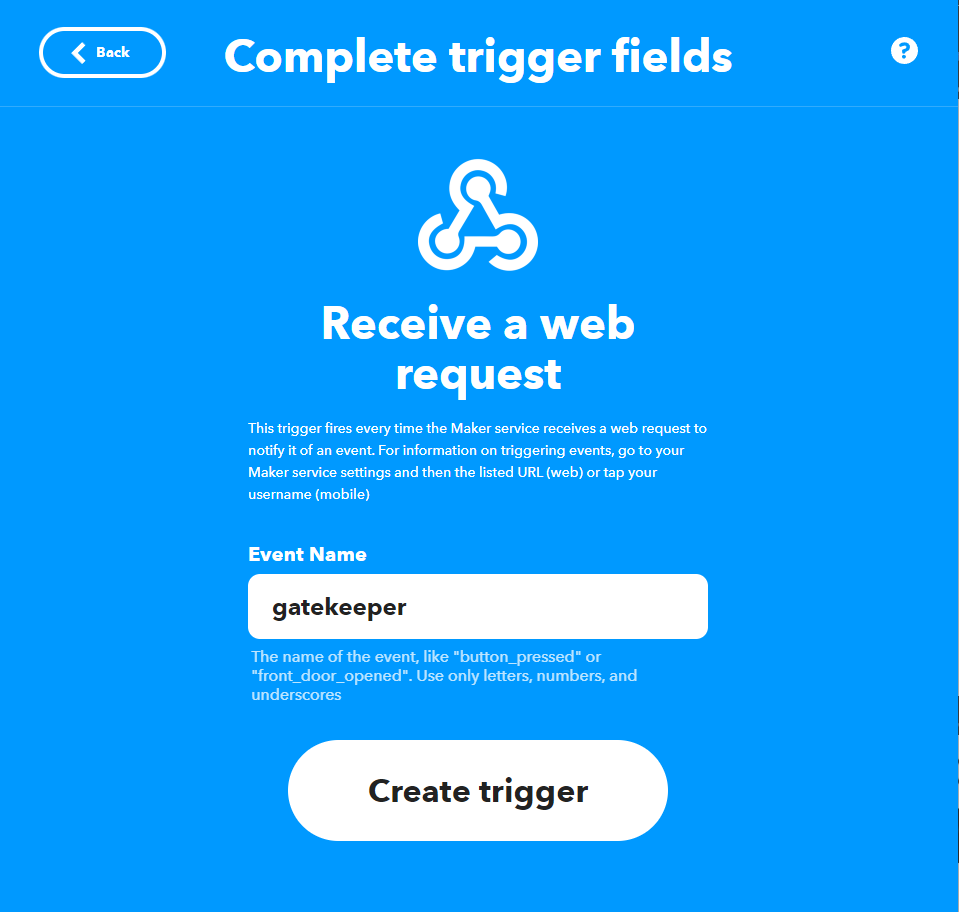 Back
Complete trigger fields
?
Receive a web
request
This trigger fires every time the Maker service receives a web request to
notify it of an event. For information on triggering events, go to your
Maker service settings and then the listed URL (web) or tap your
username (mobile)
Event Name
gatekeeper
The name of the event, like "button_pressed" or
"front_door_opened". Use only letters, numbers, and
underscores
Create trigger